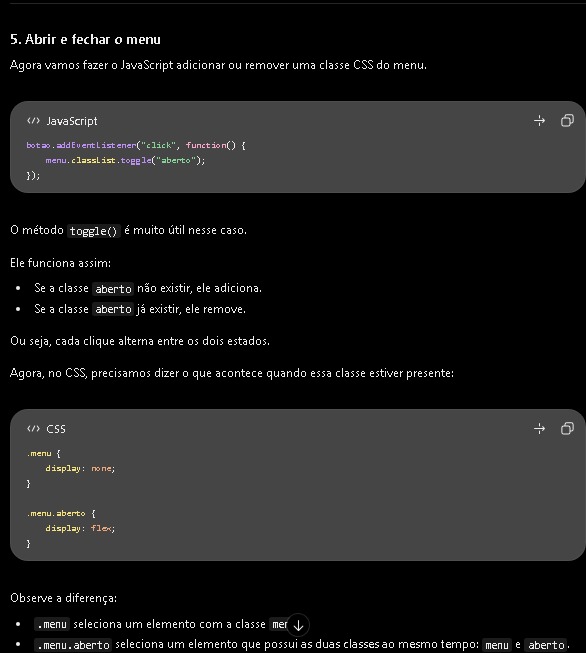 5. Abrir e fechar o menu
Agora vamos fazer o JavaScript adicionar ou remover uma classe CSS do menu.
</> JavaScript
botao.addEventListener("click", function() {
    menu.classList.toggle("aberto");
});
O método toggle() é muito útil nesse caso.
Ele funciona assim:
• Se a classe aberto não existir, ele adiciona.
• Se a classe aberto já existir, ele remove.
Ou seja, cada clique alterna entre os dois estados.
Agora, no CSS, precisamos dizer o que acontece quando essa classe estiver presente:
</> CSS
.menu {
    display: none;
}
.menu.aberto {
    display: flex;
}
Observe a diferença:
• .menu seleciona um elemento com a classe
• .menu.aberto seleciona um elemento que possui as duas classes ao mesmo tempo: menu e aberto.